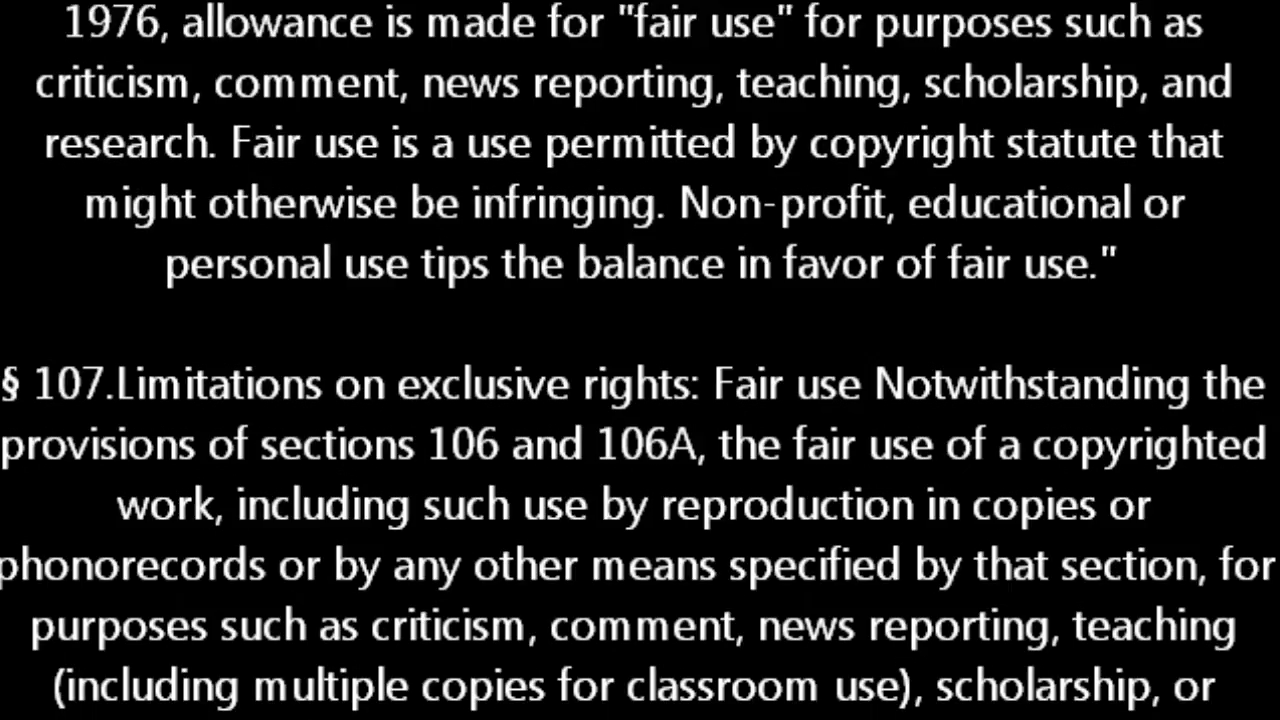 1976, allowance is made for "fair use" for purposes such as
criticism, comment, news reporting, teaching, scholarship, and
research. Fair use is a use permitted by copyright statute that
might otherwise be infringing. Non-profit, educational or
personal use tips the balance in favor of fair use."
§ 107.Limitations on exclusive rights: Fair use Notwithstanding the
provisions of sections 106 and 106A, the fair use of a copyrighted
work, including such use by reproduction in copies or
phonorecords or by any other means specified by that section, for
purposes such as criticism, comment, news reporting, teaching
(including multiple copies for classroom use), scholarship, or